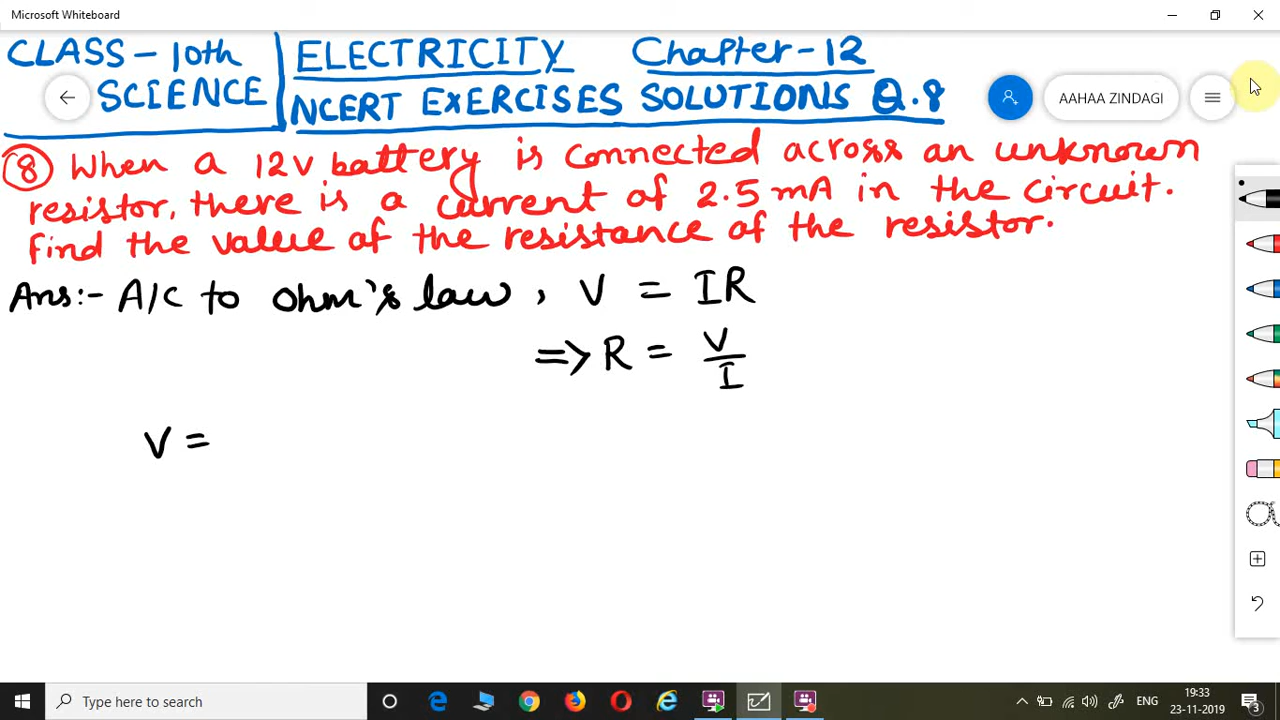 Microsoft Whiteboard
CLASS - 10th
SCIENCE
ELECTRICITY Chapter-12
NCERT EXERCISES SOLUTIONS Q.8
AAHAA ZINDAGI
8 When a 12V battery is connected across an unknown
resistor, there is a current of 2.5 mA in the circuit.
Find the value of the resistance of the resistor.
Ans:- A/C to ohm's law, V = IR
=> R = V/I
V =
Type here to search
ENG
19:33
23-11-2019
3